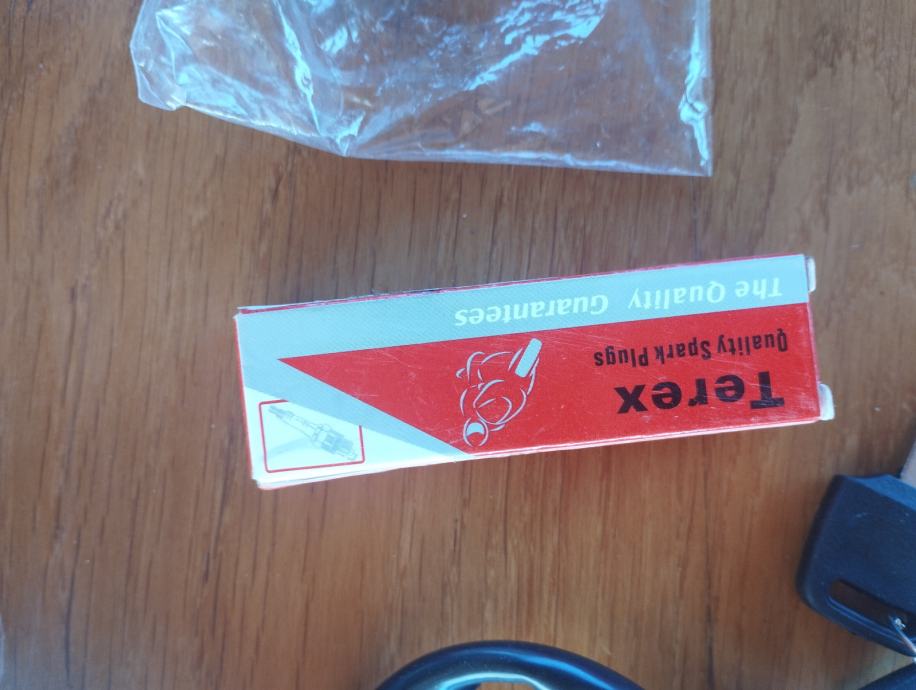 Terex
Quality Spark Plugs
The Quality Guarantees